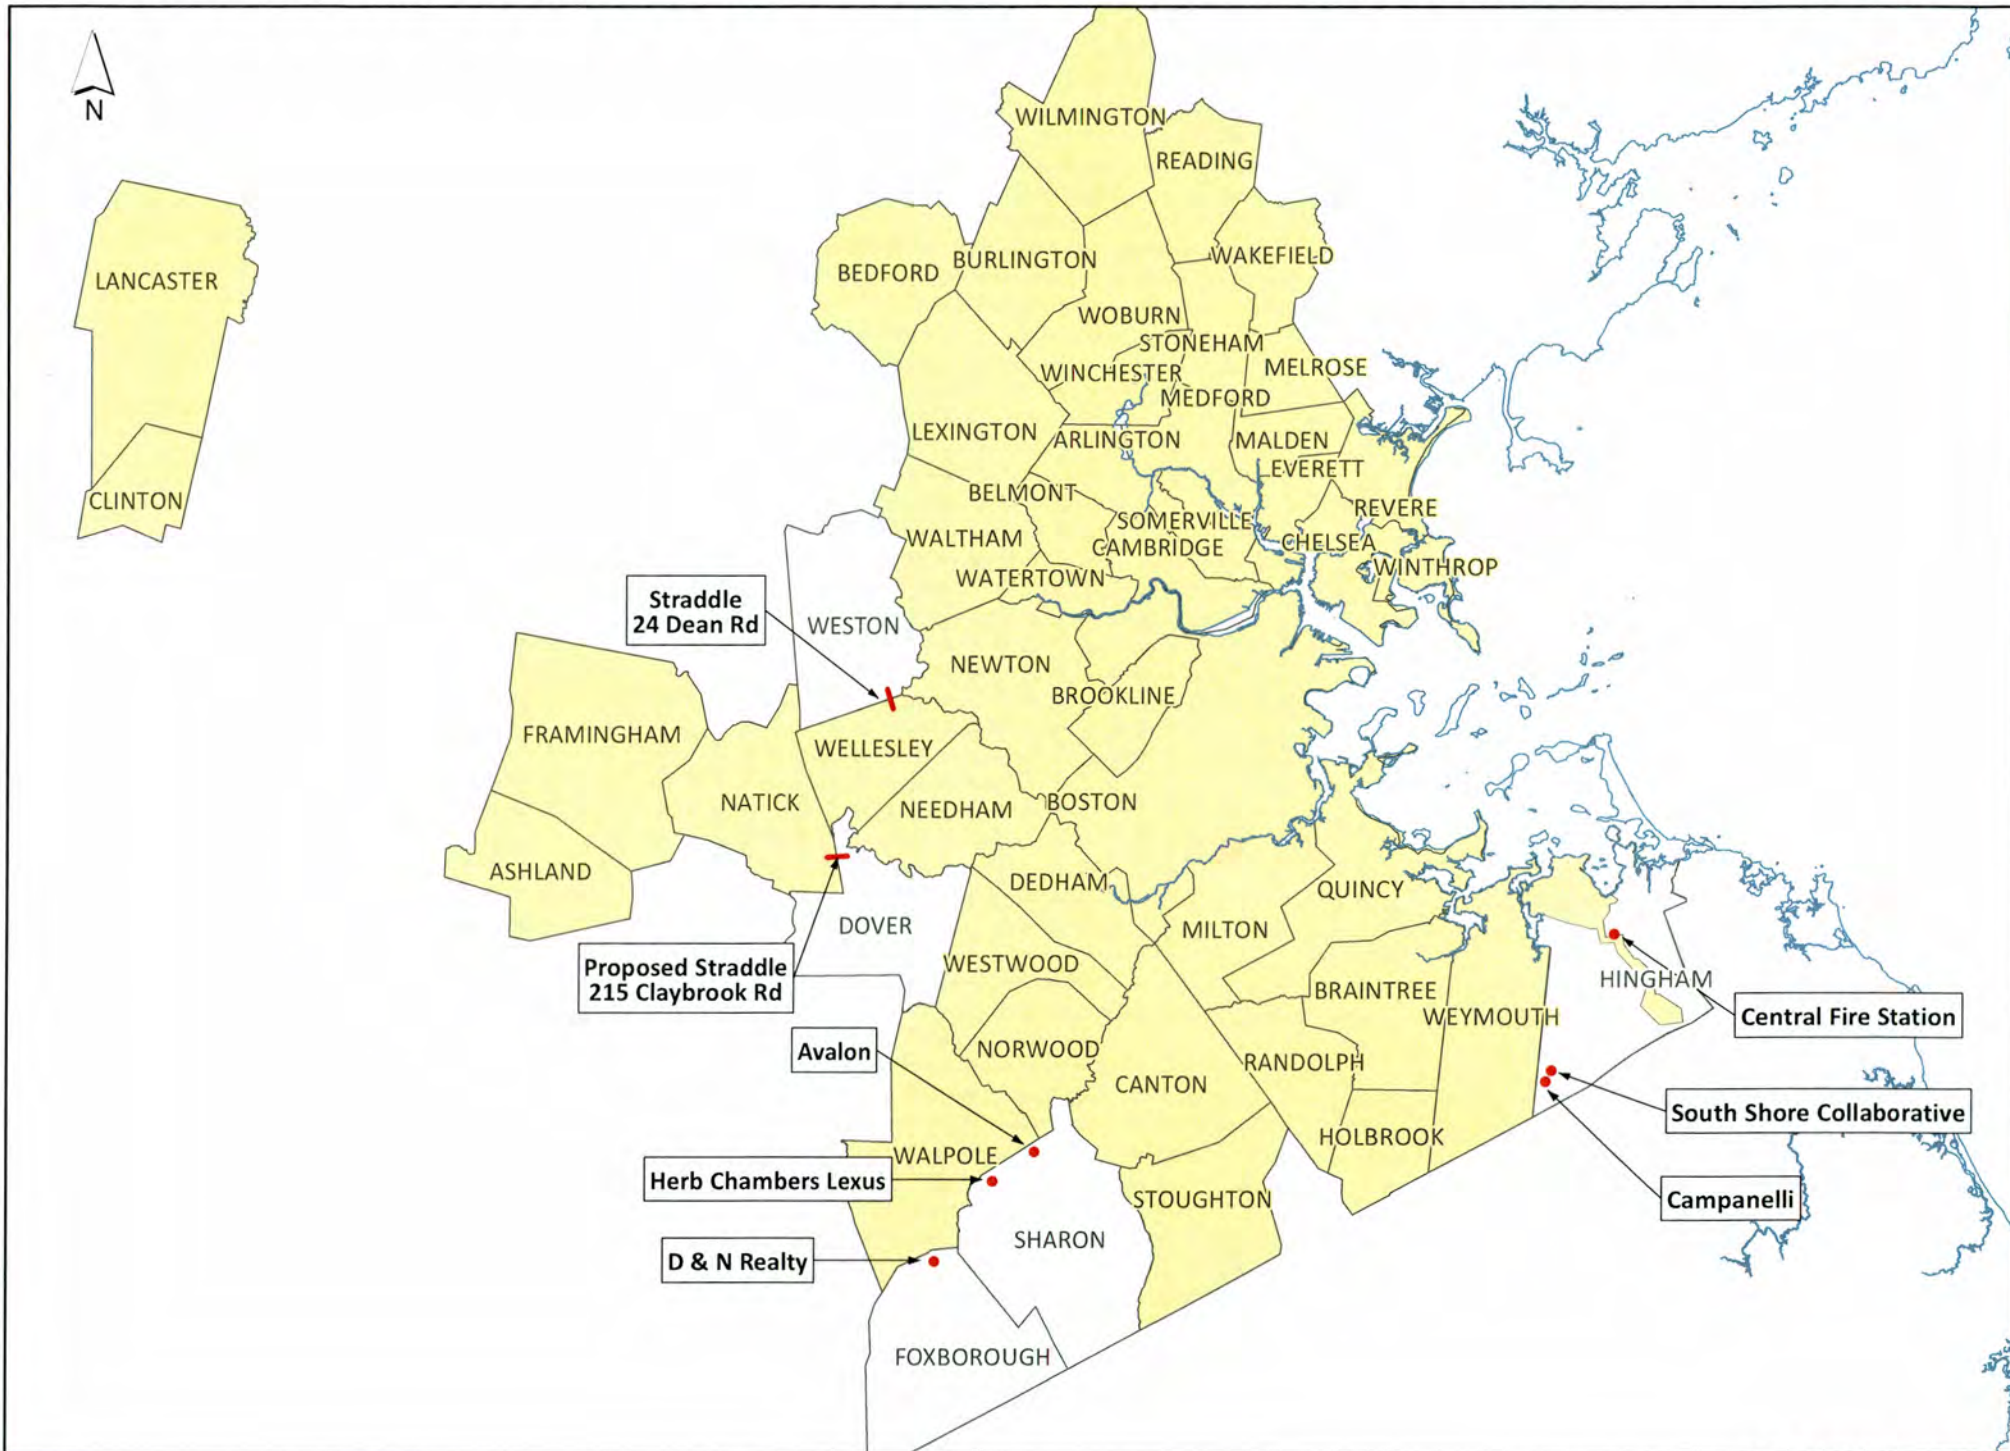 N
WILMINGTON
READING
LANCASTER
BEDFORD
BURLINGTON
WAKEFIELD
WOBURN
STONEHAM
WINCHESTER
MELROSE
MEDFORD
LEXINGTON
ARLINGTON
MALDEN
EVERETT
CLINTON
BELMONT
REVERE
SOMERVILLE
WALTHAM
CAMBRIDGE
CHELSEA
WATERTOWN
WINTHROP
Straddle
24 Dean Rd
WESTON
NEWTON
BROOKLINE
FRAMINGHAM
WELLESLEY
NATICK
NEEDHAM
BOSTON
ASHLAND
DEDHAM
QUINCY
DOVER
MILTON
Proposed Straddle
215 Claybrook Rd
WESTWOOD
HINGHAM
BRAINTREE
WEYMOUTH
Central Fire Station
Avalon
NORWOOD
RANDOLPH
CANTON
South Shore Collaborative
HOLBROOK
WALPOLE
Herb Chambers Lexus
STOUGHTON
Campanelli
SHARON
D & N Realty
FOXBOROUGH